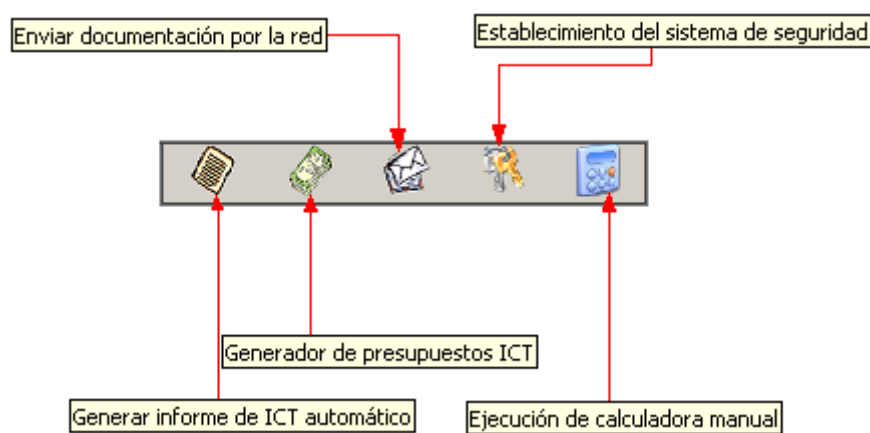 Enviar documentación por la red
Establecimiento del sistema de seguridad
Generador de presupuestos ICT
Generar informe de ICT automático
Ejecución de calculadora manual